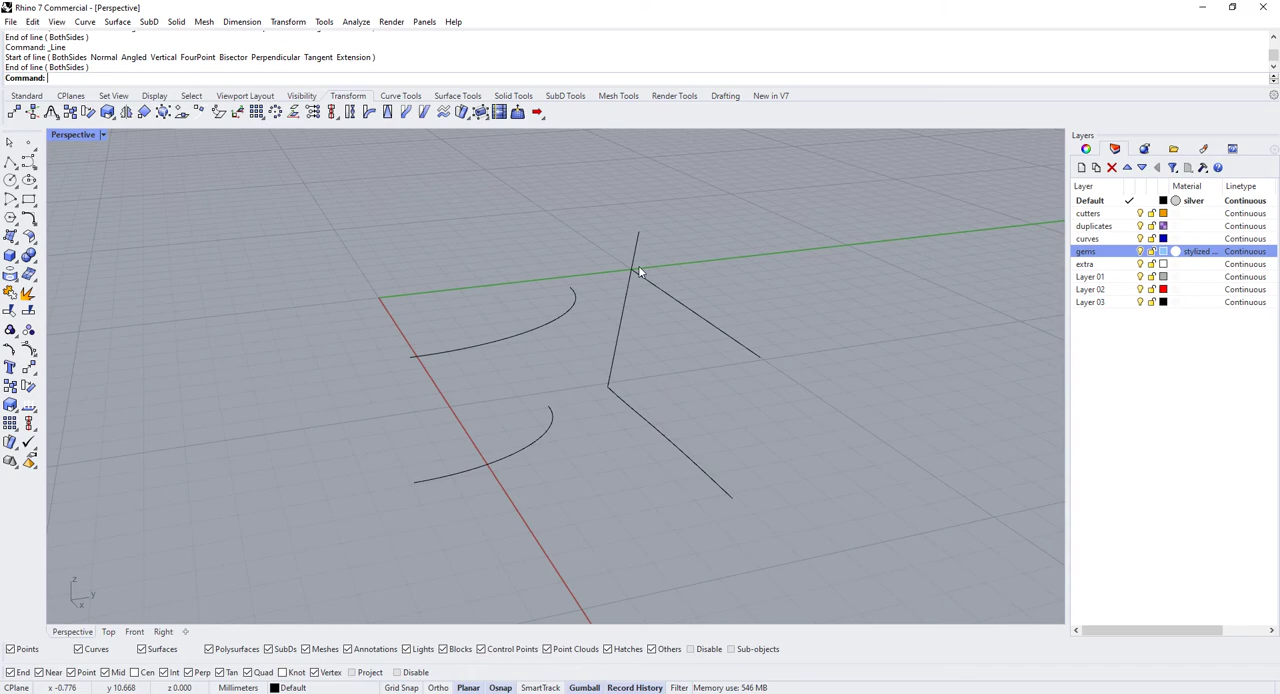 Rhino 7 Commercial - [Perspective]
File Edit View Curve Surface SubD Solid Mesh Dimension Transform Tools Analyze Render Panels Help
End of line ( BothSides )
Command: _Line
Start of line ( BothSides Normal Angled Vertical FourPoint Bisector Perpendicular Tangent Extension )
End of line ( BothSides )
Command:
Standard CPlanes Set View Display Select Viewport Layout Visibility Transform Curve Tools Surface Tools Solid Tools SubD Tools Mesh Tools Render Tools Drafting New in V7
Perspective
Layers
Layer Material Linetype
Default silver Continuous
cutters Continuous
duplicates Continuous
curves Continuous
gems stylized ... Continuous
extra Continuous
Layer 01 Continuous
Layer 02 Continuous
Layer 03 Continuous
z
y
x
Perspective Top Front Right
Points Curves Surfaces Polysurfaces SubDs Meshes Annotations Lights Blocks Control Points Point Clouds Hatches Others Disable Sub-objects
End Near Point Mid Cen Int Perp Tan Quad Knot Vertex Project Disable
CPlane x -0.776 y 10.668 z 0.000 Millimeters Default Grid Snap Ortho Planar Osnap SmartTrack Gumball Record History Filter Memory use: 546 MB